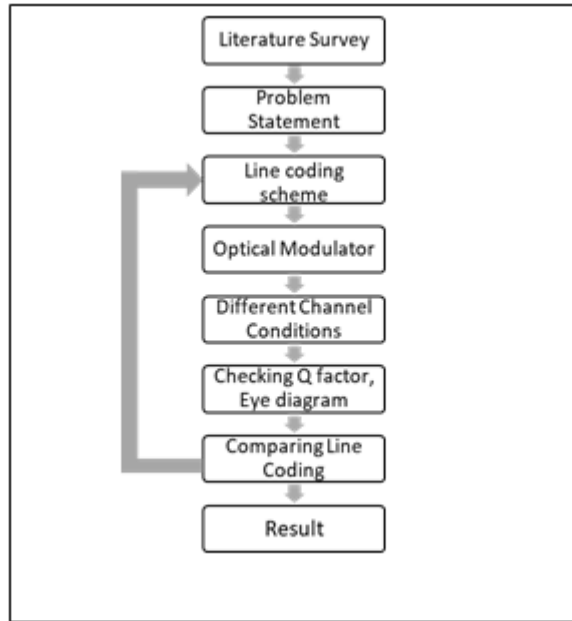 Literature Survey
Problem
Statement
Line coding
scheme
Optical Modulator
Different Channel
Conditions
Checking Q factor,
Eye diagram
Comparing Line
Coding
Result